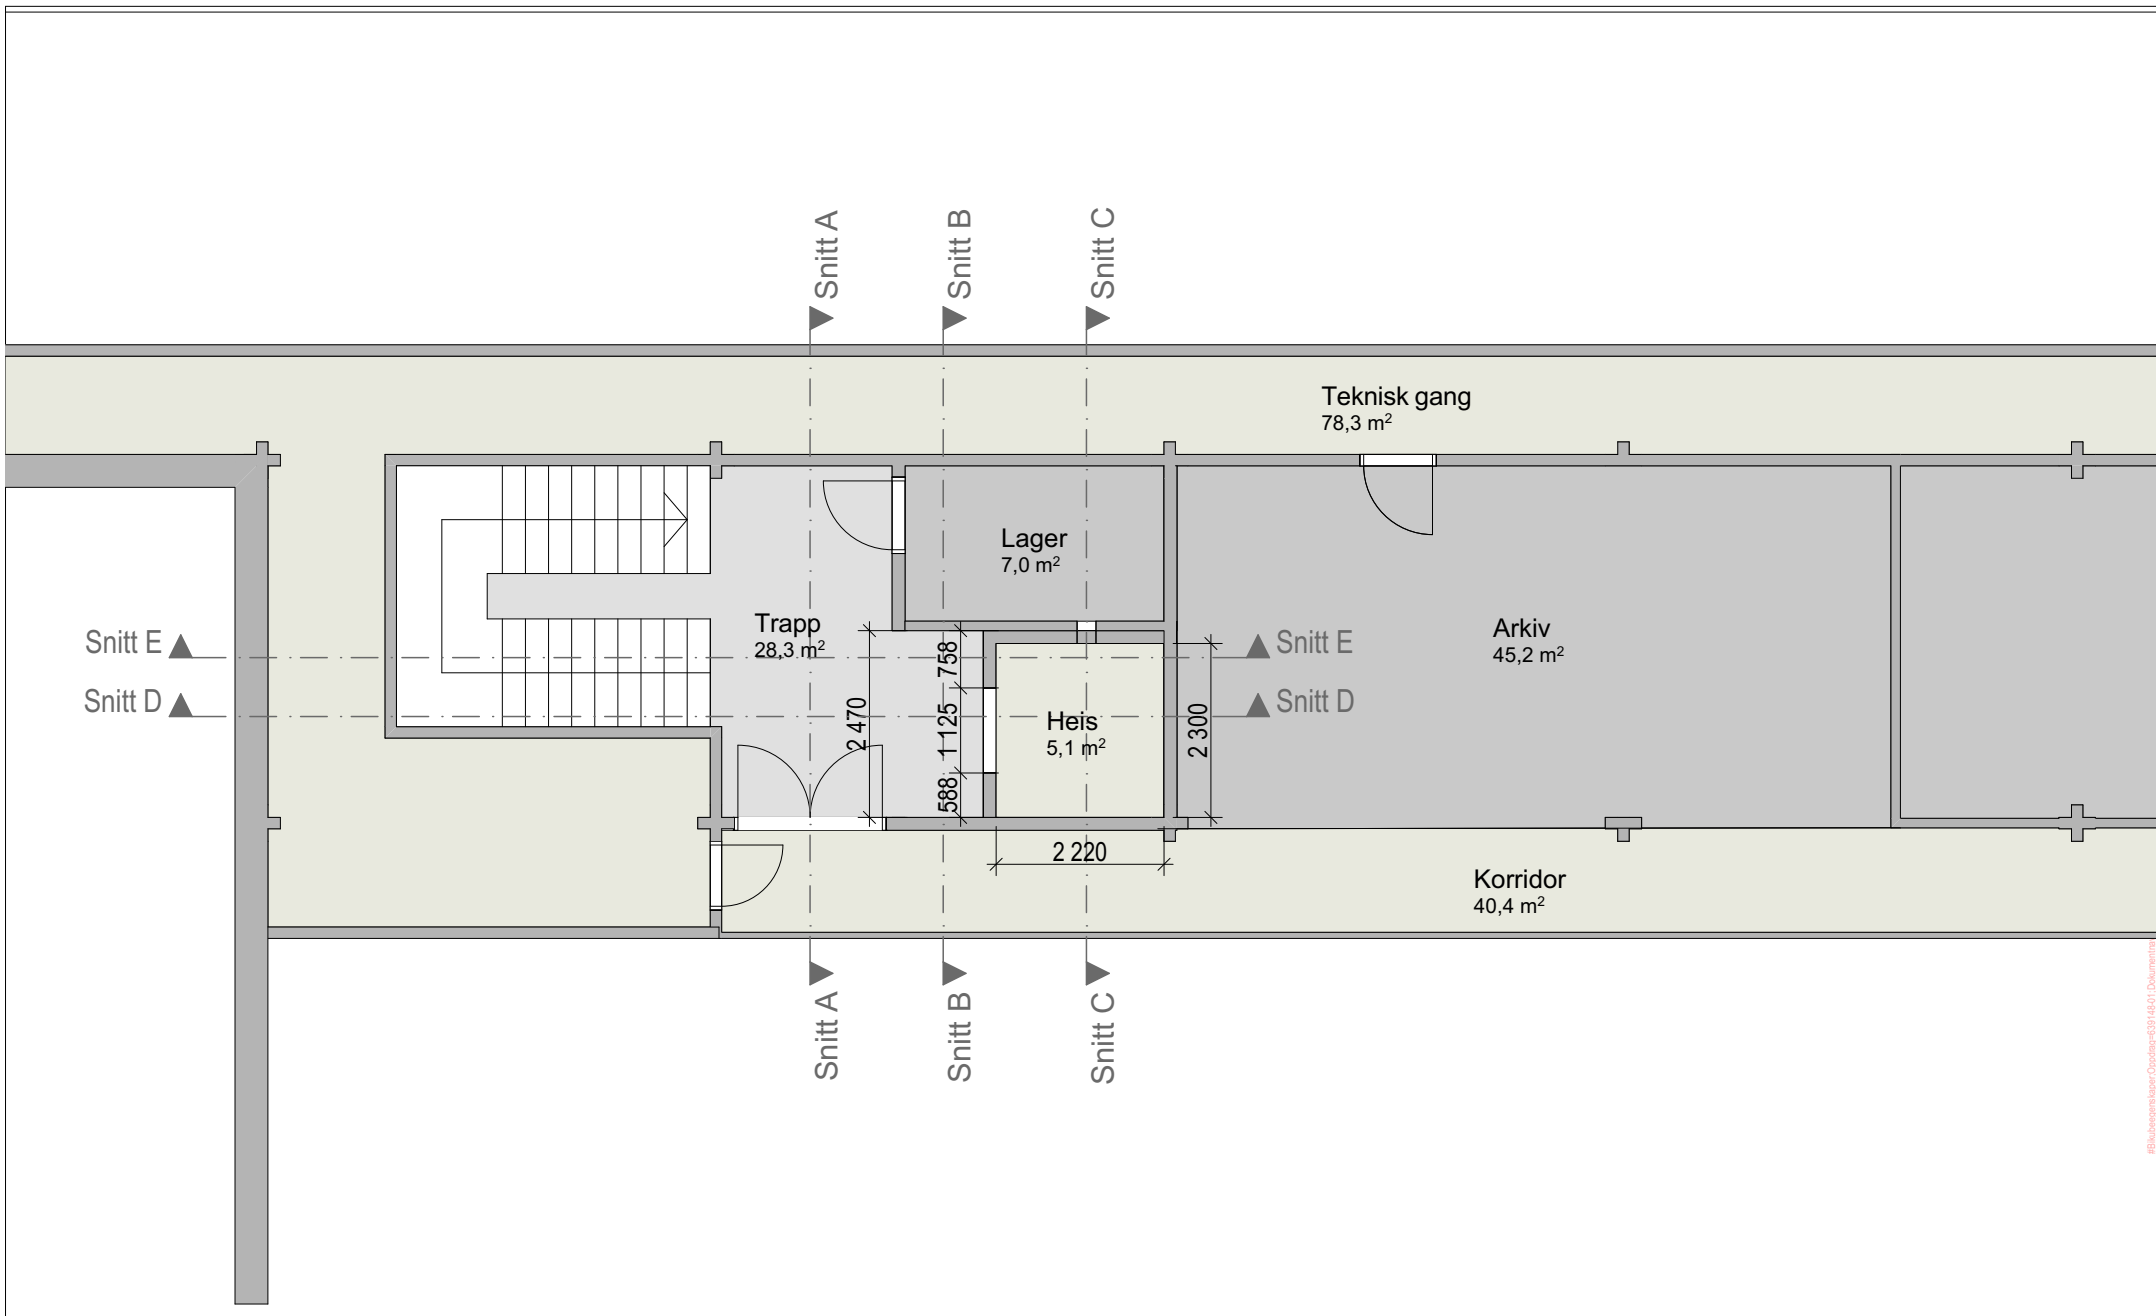 Snitt A
Snitt B
Snitt C
Teknisk gang
78,3 m²
Lager
7,0 m²
Trapp
28,3 m²
Arkiv
45,2 m²
Snitt E
Snitt E
Snitt D
Snitt D
758
2 470
1 125
588
Heis
5,1 m²
2 300
2 220
Korridor
40,4 m²
Snitt A
Snitt B
Snitt C